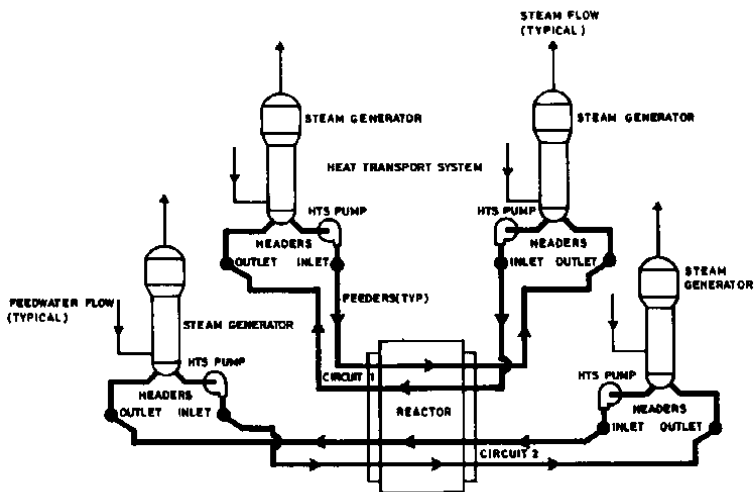 STEAM FLOW
(TYPICAL)
STEAM GENERATOR
STEAM GENERATOR
HEAT TRANSPORT SYSTEM
HTS PUMP
HTS PUMP
HEADERS
HEADERS
OUTLET INLET
INLET OUTLET
STEAM
GENERATOR
FEEDERS(TYP)
FEEDWATER FLOW
(TYPICAL)
STEAM GENERATOR
HTS PUMP
CIRCUIT 1
HTS PUMP
REACTOR
HEADERS
HEADERS
OUTLET INLET
INLET OUTLET
CIRCUIT 2